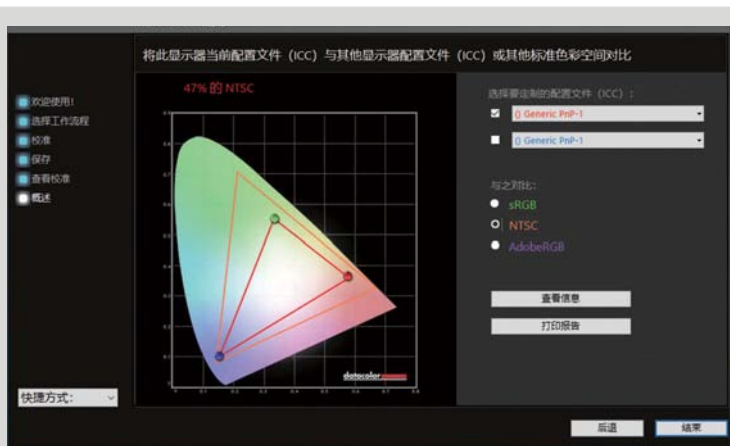 将此显示器当前配置文件（ICC）与其他显示器配置文件（ICC）或其他标准色彩空间对比
欢迎使用！
选择工作流程
校准
保存
查看校准
概述
快捷方式：
47% 的 NTSC
datacolor
选择要定制的配置文件（ICC）：
() Generic PnP-1
() Generic PnP-1
与之对比：
sRGB
NTSC
AdobeRGB
查看信息
打印报告
后退
结束